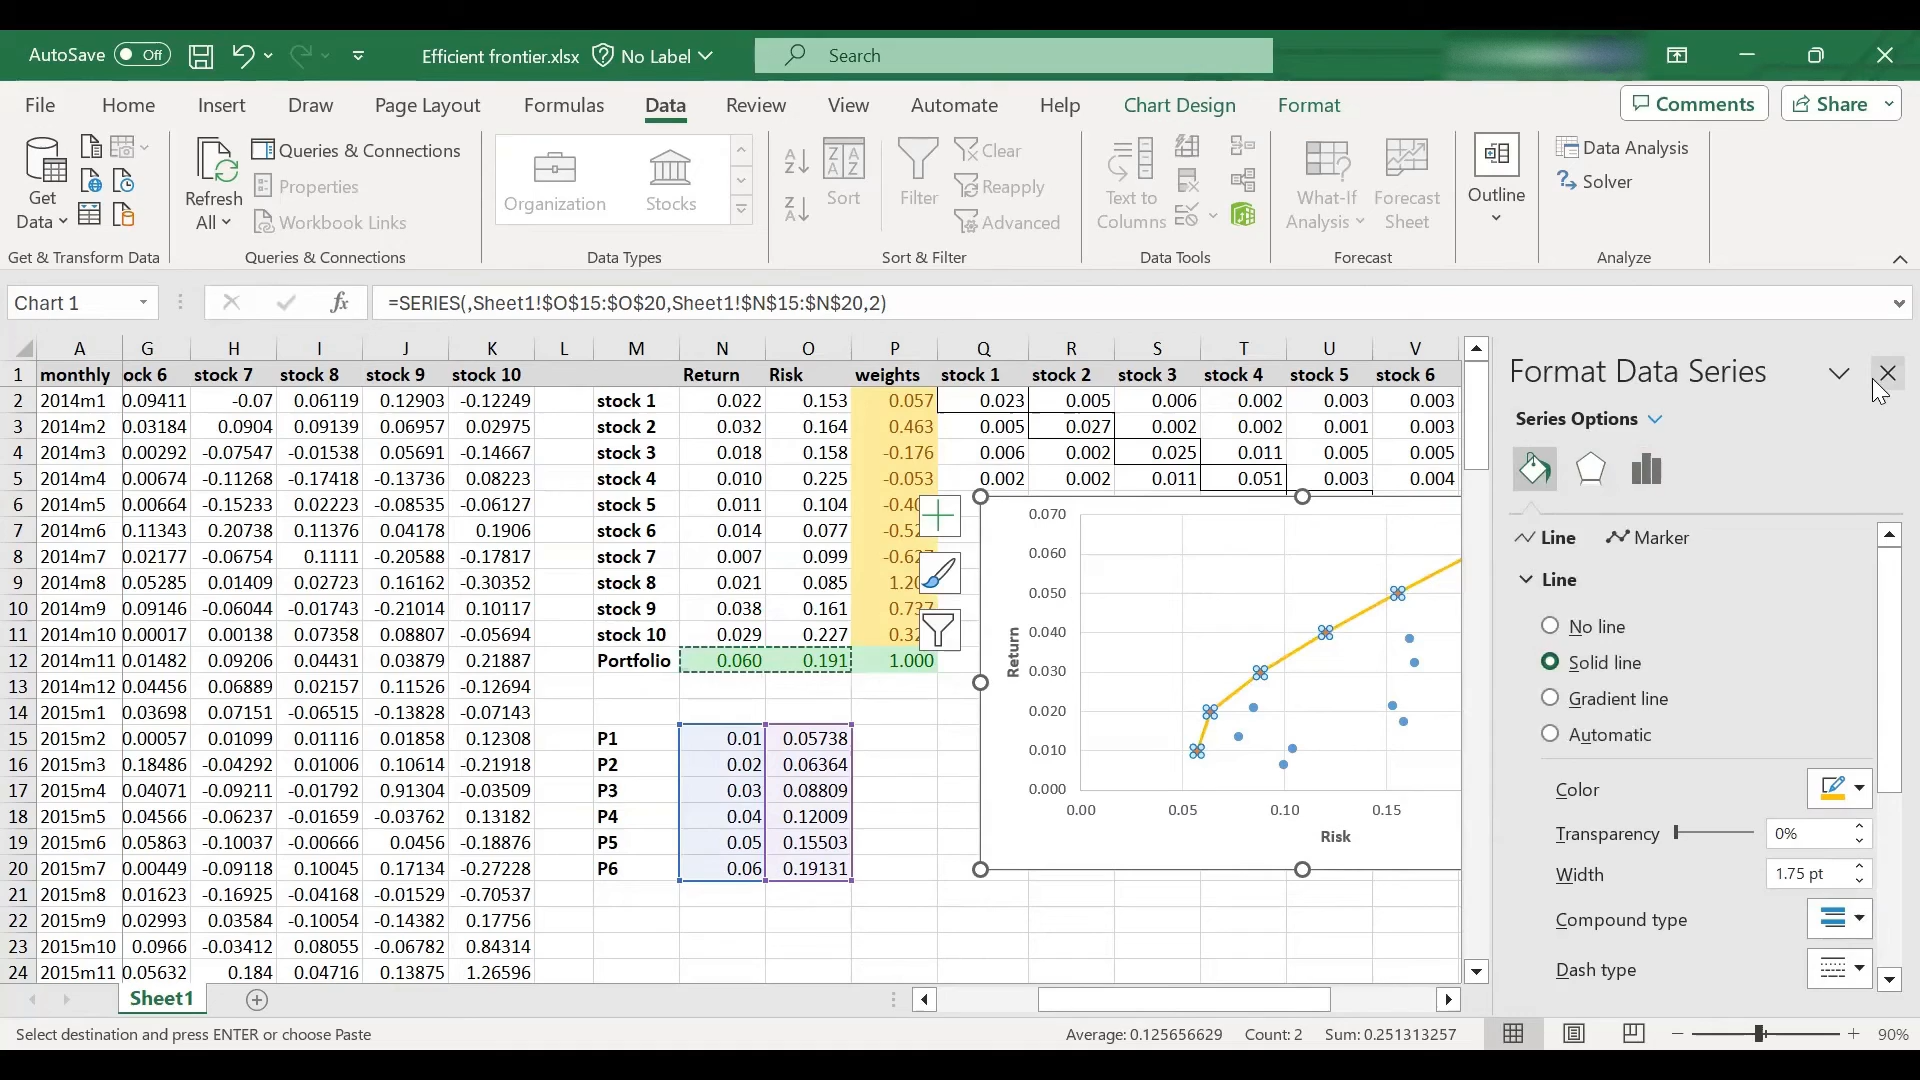 AutoSave Off Efficient frontier.xlsx No Label Search
File Home Insert Draw Page Layout Formulas Data Review View Automate Help Chart Design Format Comments Share
Get Data
Refresh All
Queries & Connections
Properties
Workbook Links
Organization Stocks
Sort
Filter
Clear
Reapply
Advanced
Text to Columns
What-If Analysis
Forecast Sheet
Outline
Data Analysis
Solver
Get & Transform Data Queries & Connections Data Types Sort & Filter Data Tools Forecast Analyze
Chart 1 fx =SERIES(,Sheet1!$O$15:$O$20,Sheet1!$N$15:$N$20,2)
A G H I J K L M N O P Q R S T U V
1 monthly ock 6 stock 7 stock 8 stock 9 stock 10 Return Risk weights stock 1 stock 2 stock 3 stock 4 stock 5 stock 6
2 2014m1 0.09411 -0.07 0.06119 0.12903 -0.12249 stock 1 0.022 0.153 0.057 0.023 0.005 0.006 0.002 0.003 0.003
3 2014m2 0.03184 0.0904 0.09139 0.06957 0.02975 stock 2 0.032 0.164 0.463 0.005 0.027 0.002 0.002 0.001 0.003
4 2014m3 0.00292 -0.07547 -0.01538 0.05691 -0.14667 stock 3 0.018 0.158 -0.176 0.006 0.002 0.025 0.011 0.005 0.005
5 2014m4 0.00674 -0.11268 -0.17418 -0.13736 0.08223 stock 4 0.010 0.225 -0.053 0.002 0.002 0.011 0.051 0.003 0.004
6 2014m5 0.00664 -0.15233 0.02223 -0.08535 -0.06127 stock 5 0.011 0.104
7 2014m6 0.11343 0.20738 0.11376 0.04178 0.1906 stock 6 0.014 0.077
8 2014m7 0.02177 -0.06754 0.1111 -0.20588 -0.17817 stock 7 0.007 0.099
9 2014m8 0.05285 0.01409 0.02723 0.16162 -0.30352 stock 8 0.021 0.085
10 2014m9 0.09146 -0.06044 -0.01743 -0.21014 0.10117 stock 9 0.038 0.161 0.737
11 2014m10 0.00017 0.00138 0.07358 0.08807 -0.05694 stock 10 0.029 0.227
12 2014m11 0.01482 0.09206 0.04431 0.03879 0.21887 Portfolio 0.060 0.191 1.000
13 2014m12 0.04456 0.06889 0.02157 0.11526 -0.12694
14 2015m1 0.03698 0.07151 -0.06515 -0.13828 -0.07143
15 2015m2 0.00057 0.01099 0.01116 0.01858 0.12308 P1 0.01 0.05738
16 2015m3 0.18486 -0.04292 0.01006 0.10614 -0.21918 P2 0.02 0.06364
17 2015m4 0.04071 -0.09211 -0.01792 0.91304 -0.03509 P3 0.03 0.08809
18 2015m5 0.04566 -0.06237 -0.01659 -0.03762 0.13182 P4 0.04 0.12009
19 2015m6 0.05863 -0.10037 -0.00666 0.0456 -0.18876 P5 0.05 0.15503
20 2015m7 0.00449 -0.09118 0.10045 0.17134 -0.27228 P6 0.06 0.19131
21 2015m8 0.01623 -0.16925 -0.04168 -0.01529 -0.70537
22 2015m9 0.02993 0.03584 -0.10054 -0.14382 0.17756
23 2015m10 0.0966 -0.03412 0.08055 -0.06782 0.84314
24 2015m11 0.05632 0.184 0.04716 0.13875 1.26596
0.070
0.060
0.050
0.040
0.030
0.020
0.010
0.000
Return
0.00 0.05 0.10 0.15
Risk
Format Data Series
Series Options
Line Marker
Line
No line
Solid line
Gradient line
Automatic
Color
Transparency 0%
Width 1.75 pt
Compound type
Dash type
Sheet1
Select destination and press ENTER or choose Paste Average: 0.125656629 Count: 2 Sum: 0.251313257 90%